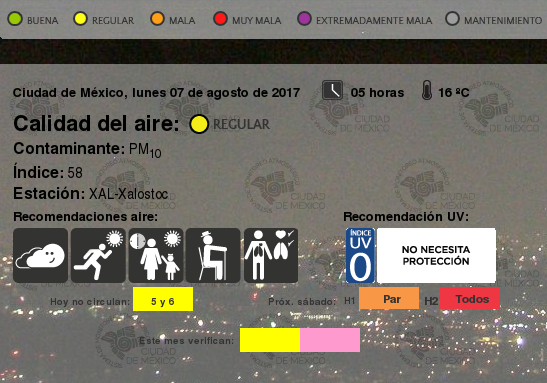 BUENA REGULAR MALA MUY MALA EXTREMADAMENTE MALA MANTENIMIENTO
Ciudad de México, lunes 07 de agosto de 2017 05 horas 16 ºC
Calidad del aire: REGULAR
Contaminante: PM10
Índice: 58
Estación: XAL-Xalostoc
Recomendaciones aire: Recomendación UV:
ÍNDICE
UV
0
NO NECESITA
PROTECCIÓN
Hoy no circulan: 5 y 6 Próx. sábado: H1 Par H2 Todos
Este mes verifican:
CIUDAD
DE MÉXICO